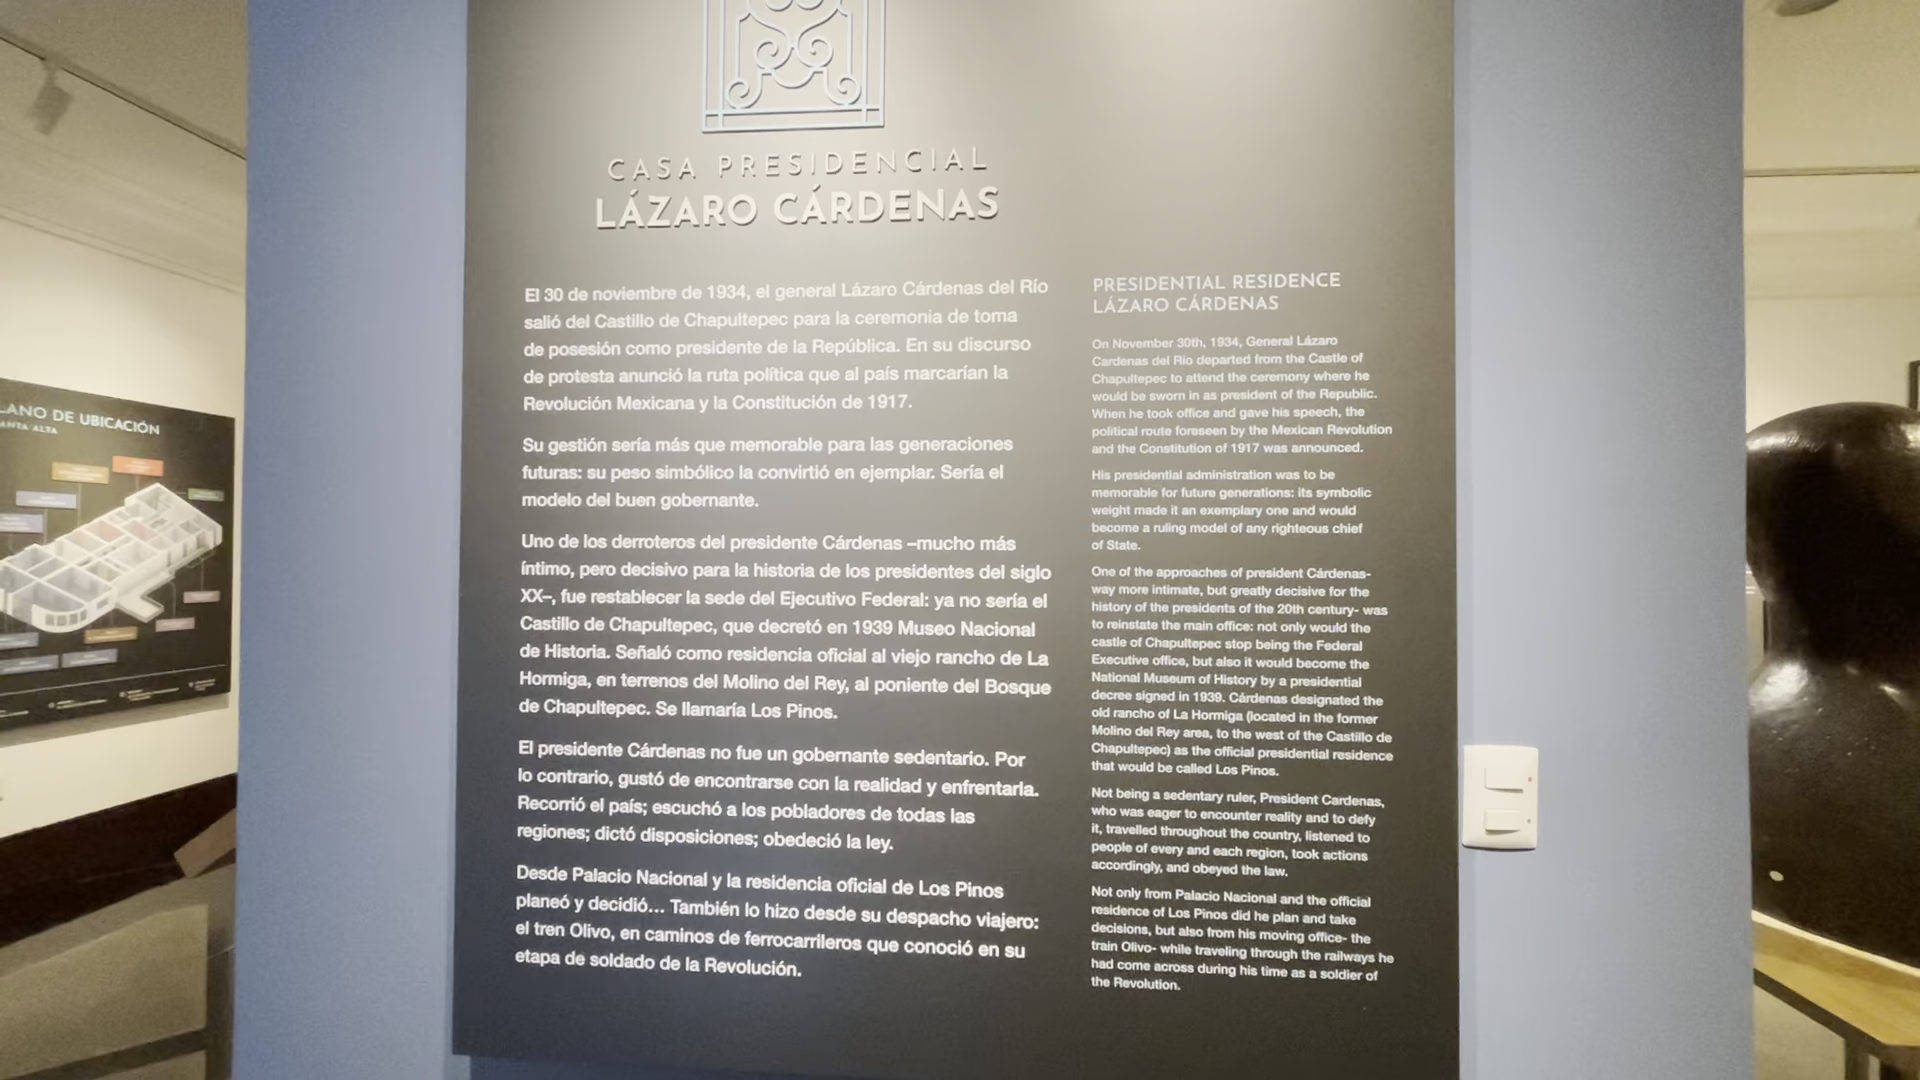 CASA PRESIDENCIAL
LÁZARO CÁRDENAS
El 30 de noviembre de 1934, el general Lázaro Cárdenas del Río
salió del Castillo de Chapultepec para la ceremonia de toma
de posesión como presidente de la República. En su discurso
de protesta anunció la ruta política que al país marcarían la
Revolución Mexicana y la Constitución de 1917.
Su gestión sería más que memorable para las generaciones
futuras: su peso simbólico la convirtió en ejemplar. Sería el
modelo del buen gobernante.
Uno de los derroteros del presidente Cárdenas –mucho más
íntimo, pero decisivo para la historia de los presidentes del siglo
XX–, fue restablecer la sede del Ejecutivo Federal: ya no sería el
Castillo de Chapultepec, que decretó en 1939 Museo Nacional
de Historia. Señaló como residencia oficial al viejo rancho de La
Hormiga, en terrenos del Molino del Rey, al poniente del Bosque
de Chapultepec. Se llamaría Los Pinos.
El presidente Cárdenas no fue un gobernante sedentario. Por
lo contrario, gustó de encontrarse con la realidad y enfrentarla.
Recorrió el país; escuchó a los pobladores de todas las
regiones; dictó disposiciones; obedeció la ley.
Desde Palacio Nacional y la residencia oficial de Los Pinos
planeó y decidió... También lo hizo desde su despacho viajero:
el tren Olivo, en caminos de ferrocarrileros que conoció en su
etapa de soldado de la Revolución.
PRESIDENTIAL RESIDENCE
LÁZARO CÁRDENAS
On November 30th, 1934, General Lázaro
Cardenas del Río departed from the Castle of
Chapultepec to attend the ceremony where he
would be sworn in as president of the Republic.
When he took office and gave his speech, the
political route foreseen by the Mexican Revolution
and the Constitution of 1917 was announced.
His presidential administration was to be
memorable for future generations: its symbolic
weight made it an exemplary one and would
become a ruling model of any righteous chief
of State.
One of the approaches of president Cárdenas-
way more intimate, but greatly decisive for the
history of the presidents of the 20th century- was
to reinstate the main office: not only would the
castle of Chapultepec stop being the Federal
Executive office, but also it would become the
National Museum of History by a presidential
decree signed in 1939. Cárdenas designated the
old rancho of La Hormiga (located in the former
Molino del Rey area, to the west of the Castillo de
Chapultepec) as the official presidential residence
that would be called Los Pinos.
Not being a sedentary ruler, President Cardenas,
who was eager to encounter reality and to defy
it, travelled throughout the country, listened to
people of every and each region, took actions
accordingly, and obeyed the law.
Not only from Palacio Nacional and the official
residence of Los Pinos did he plan and take
decisions, but also from his moving office- the
train Olivo- while traveling through the railways he
had come across during his time as a soldier of
the Revolution.
LANO DE UBICACIÓN
ANTA ALTA